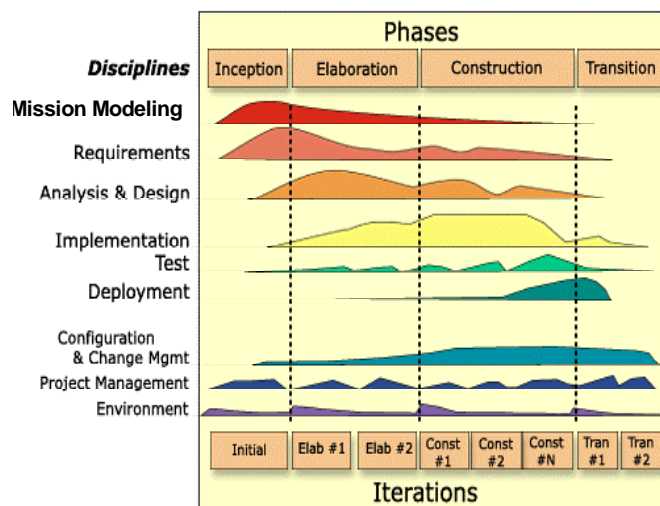 Phases
Disciplines
Inception
Elaboration
Construction
Transition
Mission Modeling
Requirements
Analysis & Design
Implementation
Test
Deployment
Configuration
& Change Mgmt
Project Management
Environment
Initial
Elab #1
Elab #2
Const
#1
Const
#2
Const
#N
Tran
#1
Tran
#2
Iterations